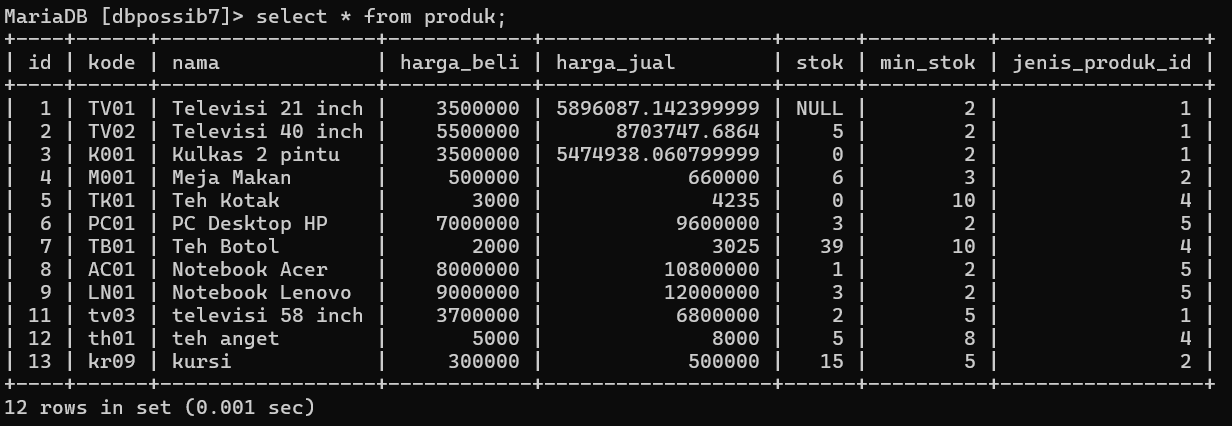 MariaDB [dbpossib7]> select * from produk;
+----+------+-----------------+------------+-------------------+------+----------+-----------------+
| id | kode | nama            | harga_beli | harga_jual        | stok | min_stok | jenis_produk_id |
+----+------+-----------------+------------+-------------------+------+----------+-----------------+
|  1 | TV01 | Televisi 21 inch |    3500000 | 5896087.142399999 | NULL |        2 |               1 |
|  2 | TV02 | Televisi 40 inch |    5500000 |      8703747.6864 |    5 |        2 |               1 |
|  3 | K001 | Kulkas 2 pintu  |    3500000 | 5474938.060799999 |    0 |        2 |               1 |
|  4 | M001 | Meja Makan      |     500000 |            660000 |    6 |        3 |               2 |
|  5 | TK01 | Teh Kotak       |       3000 |              4235 |    0 |       10 |               4 |
|  6 | PC01 | PC Desktop HP   |    7000000 |           9600000 |    3 |        2 |               5 |
|  7 | TB01 | Teh Botol       |       2000 |              3025 |   39 |       10 |               4 |
|  8 | AC01 | Notebook Acer   |    8000000 |          10800000 |    1 |        2 |               5 |
|  9 | LN01 | Notebook Lenovo |    9000000 |          12000000 |    3 |        2 |               5 |
| 11 | tv03 | televisi 58 inch |    3700000 |           6800000 |    2 |        5 |               1 |
| 12 | th01 | teh anget       |       5000 |              8000 |    5 |        8 |               4 |
| 13 | kr09 | kursi           |     300000 |            500000 |   15 |        5 |               2 |
+----+------+-----------------+------------+-------------------+------+----------+-----------------+
12 rows in set (0.001 sec)